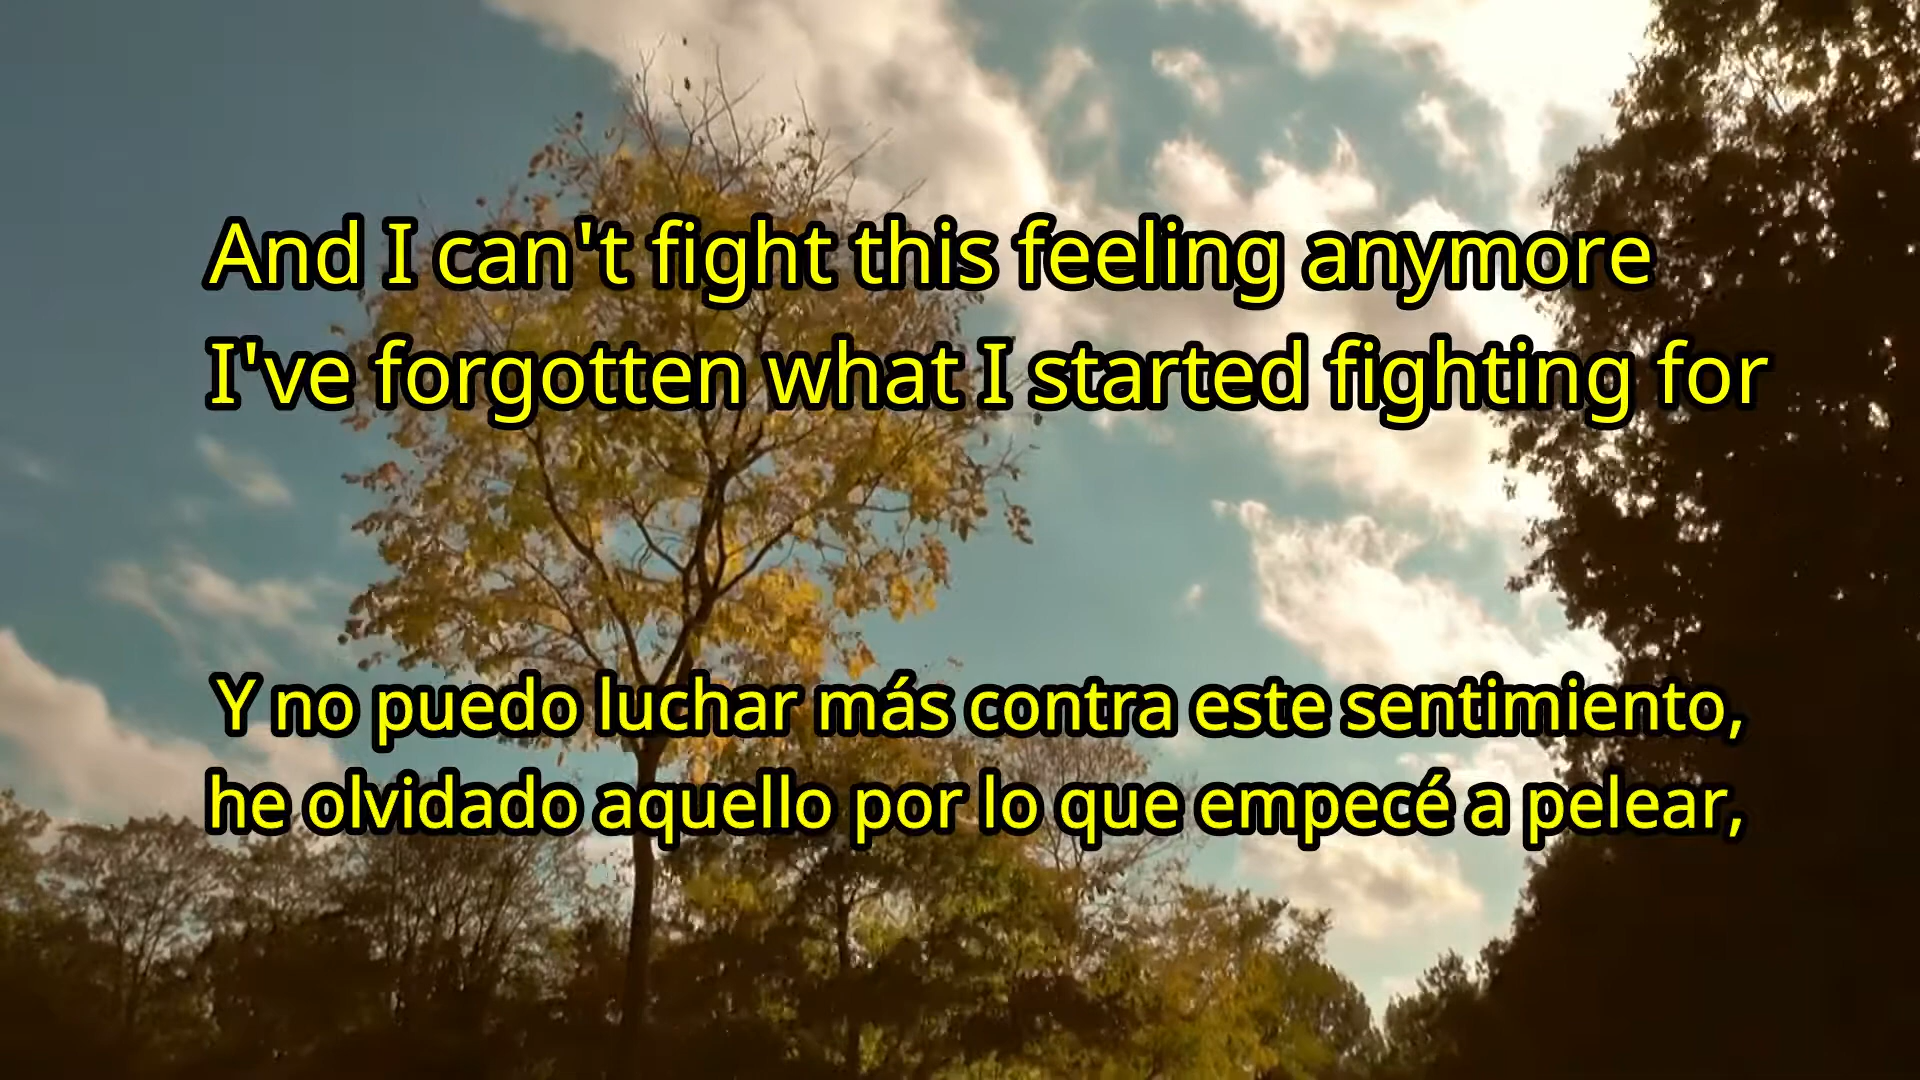 And I can't fight this feeling anymore
I've forgotten what I started fighting for
Y no puedo luchar más contra este sentimiento,
he olvidado aquello por lo que empecé a pelear,